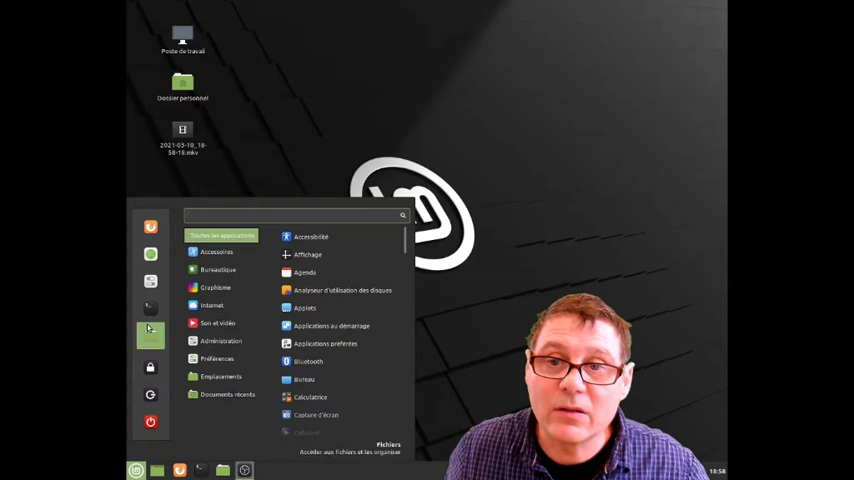 Poste de travail
Dossier personnel
2021-03-10_18-
58-18.mkv
Toutes les applications
Accessoires
Bureautique
Graphisme
Internet
Son et vidéo
Administration
Préférences
Emplacements
Documents récents
Accessibilité
Affichage
Agenda
Analyseur d'utilisation des disques
Applets
Applications au démarrage
Applications préférées
Bluetooth
Bureau
Calculatrice
Capture d'écran
Fichiers
Accéder aux fichiers et les organiser
18:58